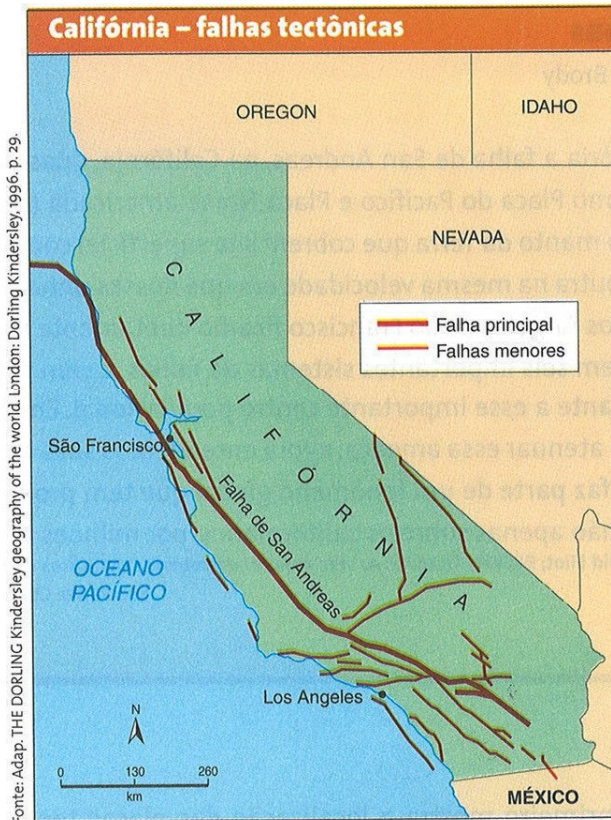 Califórnia – falhas tectônicas
OREGON
IDAHO
NEVADA
CALIFÓRNIA
Falha principal
Falhas menores
São Francisco
Falha de San Andreas
OCEANO
PACÍFICO
Los Angeles
N
0 130 260
km
MÉXICO
Fonte: Adap. THE DORLING Kindersley geography of the world. London: Dorling Kindersley, 1996. p. 29.